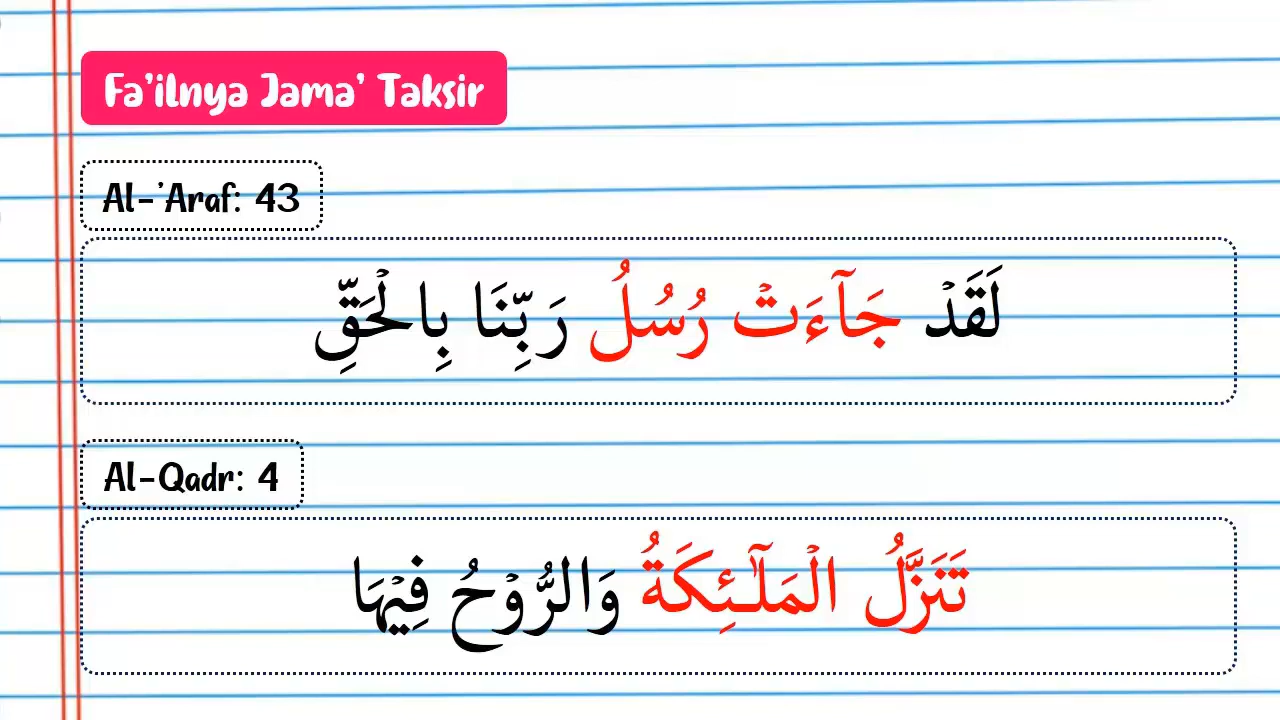 Fa'ilnya Jama' Taksir
Al-'Araf: 43
لَقَدْ جَآءَتْ رُسُلُ رَبِّنَا بِالْحَقِّ
Al-Qadr: 4
تَنَزَّلُ الْمَلٰٓئِكَةُ وَالرُّوْحُ فِيْهَا